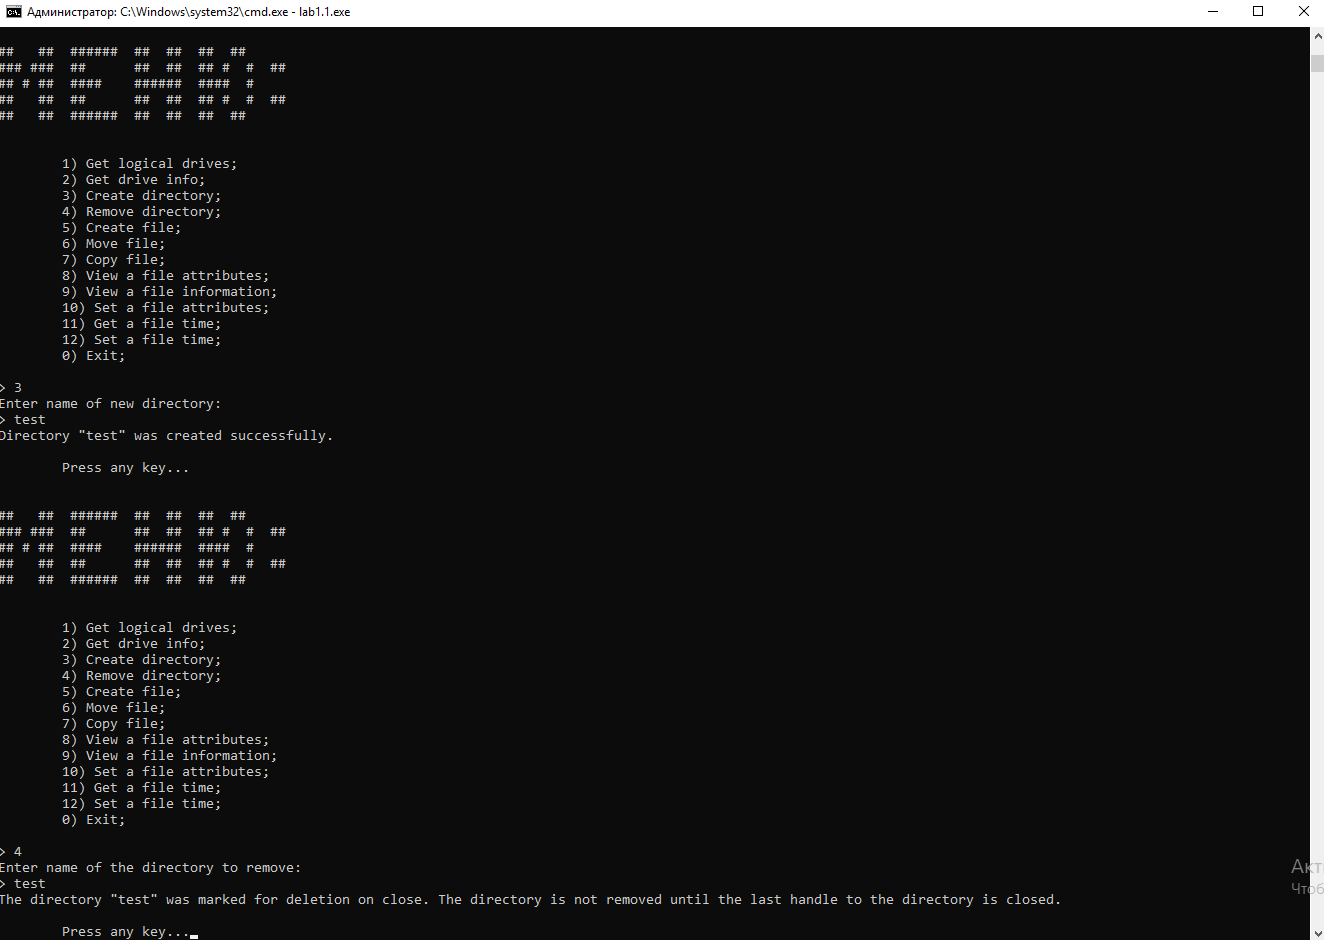 Администратор: C:\Windows\system32\cmd.exe - lab1.1.exe
##   ##  ######  ##  ##  ##  ##
### ###  ##      ##  ##  ## #  #  ##
## # ##  ####    ######  ####  #
##   ##  ##      ##  ##  ## #  #  ##
##   ##  ######  ##  ##  ##  ##
1) Get logical drives;
2) Get drive info;
3) Create directory;
4) Remove directory;
5) Create file;
6) Move file;
7) Copy file;
8) View a file attributes;
9) View a file information;
10) Set a file attributes;
11) Get a file time;
12) Set a file time;
0) Exit;
> 3
Enter name of new directory:
> test
Directory "test" was created successfully.
Press any key...
##   ##  ######  ##  ##  ##  ##
### ###  ##      ##  ##  ## #  #  ##
## # ##  ####    ######  ####  #
##   ##  ##      ##  ##  ## #  #  ##
##   ##  ######  ##  ##  ##  ##
1) Get logical drives;
2) Get drive info;
3) Create directory;
4) Remove directory;
5) Create file;
6) Move file;
7) Copy file;
8) View a file attributes;
9) View a file information;
10) Set a file attributes;
11) Get a file time;
12) Set a file time;
0) Exit;
> 4
Enter name of the directory to remove:
> test
The directory "test" was marked for deletion on close. The directory is not removed until the last handle to the directory is closed.
Press any key...